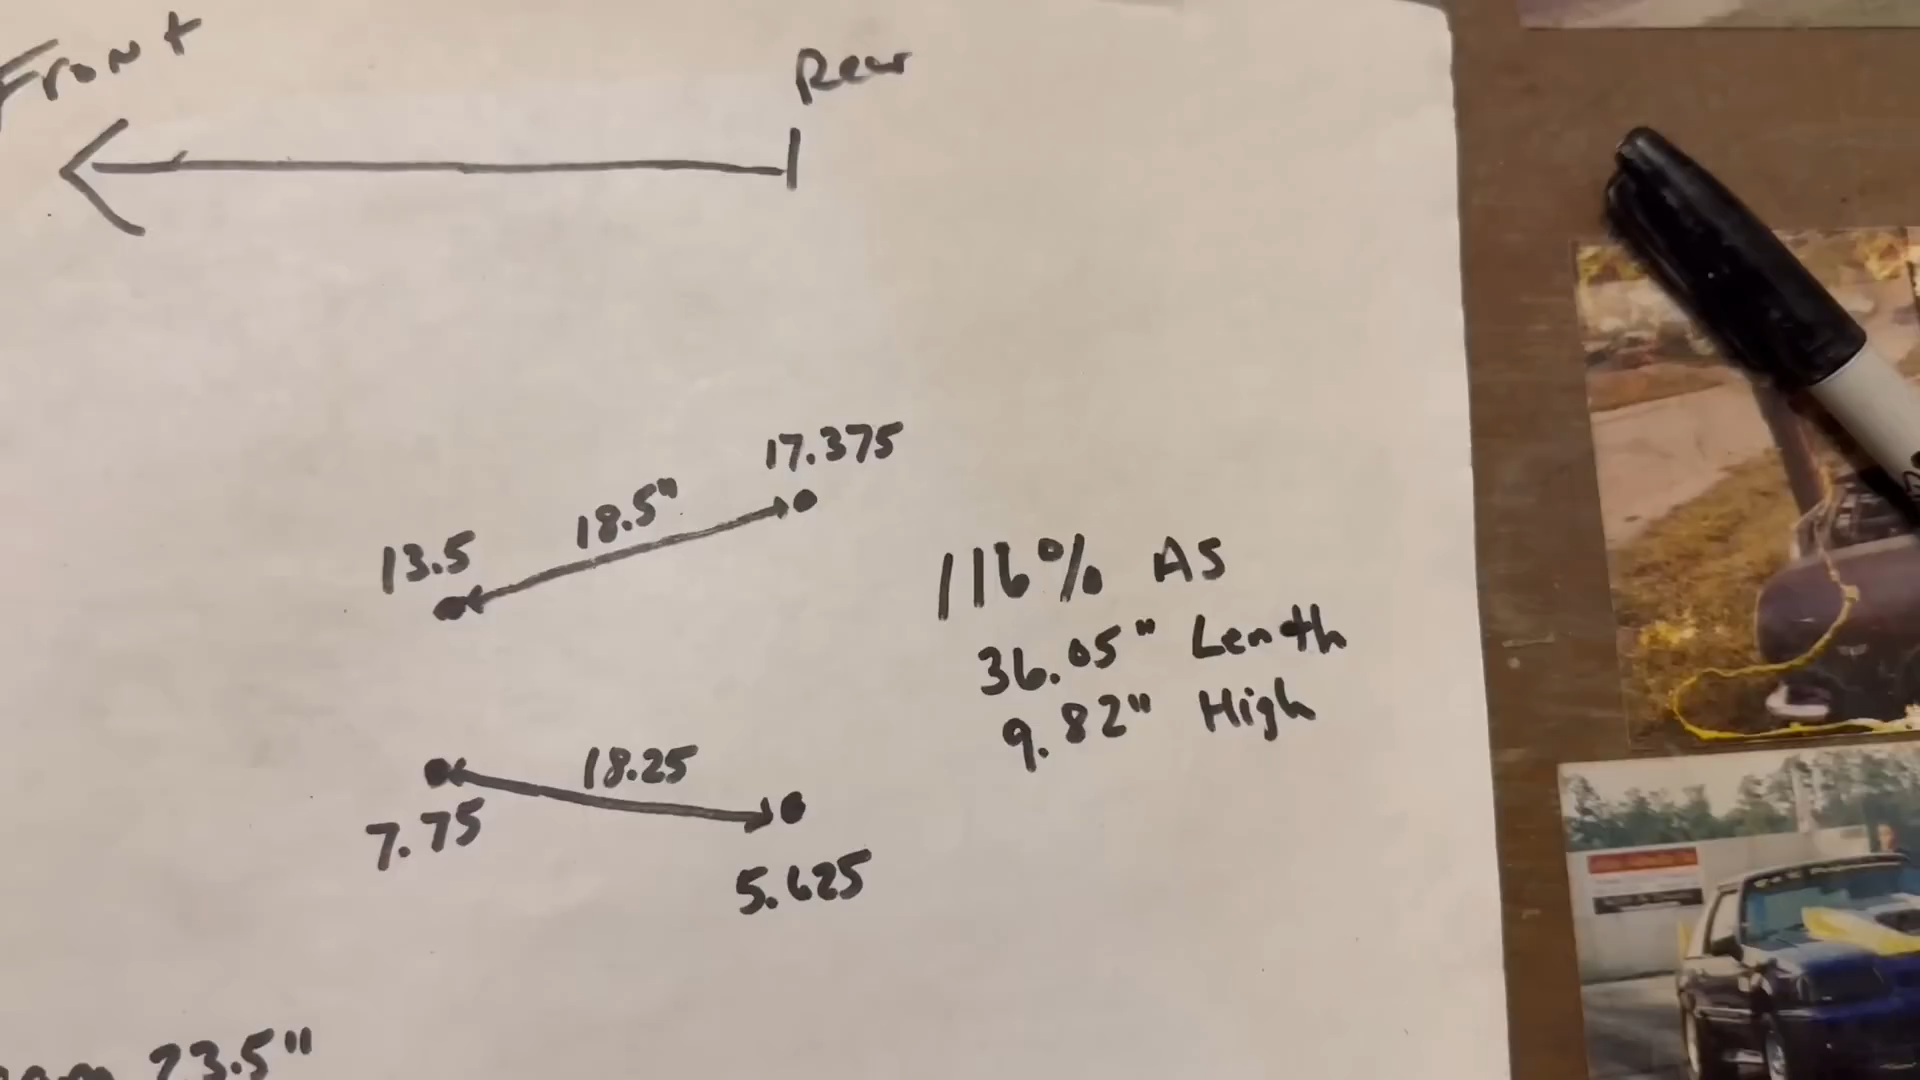 Front
Rear
17.375
18.5"
13.5
116% AS
36.05" Lenth
9.82" High
18.25
7.75
5.625
23.5"